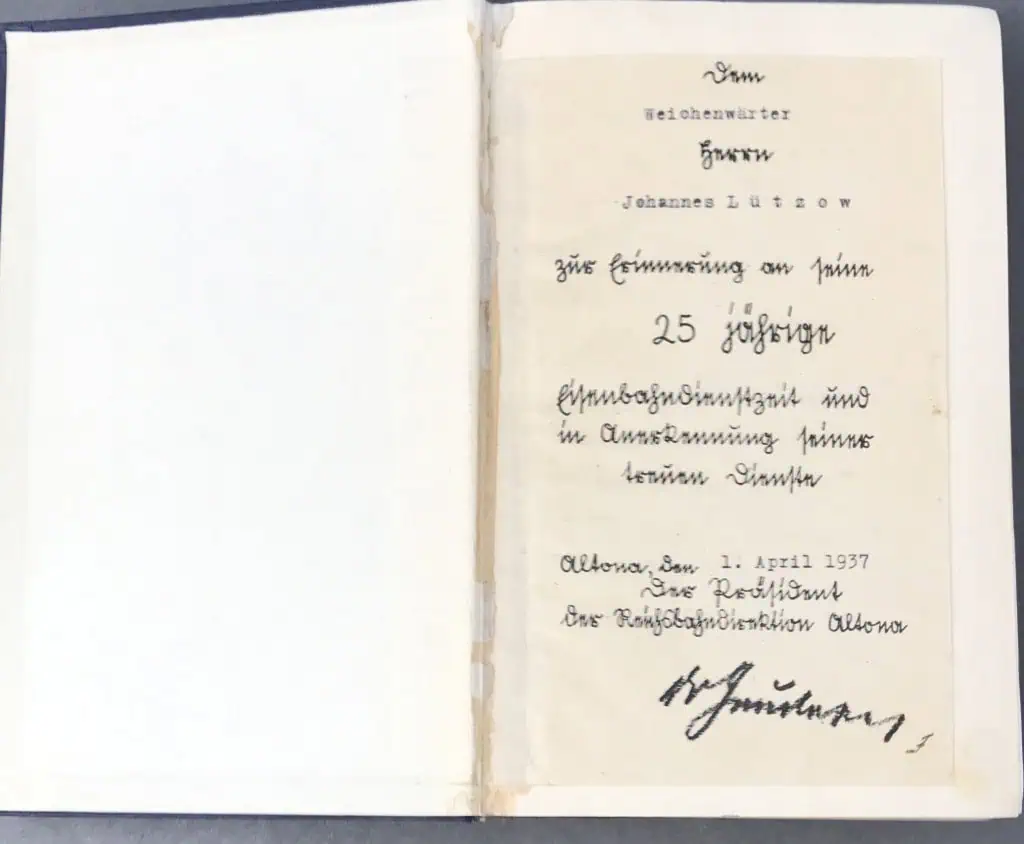 Dem
Weichenwärter
Herrn
Johannes Lützow
zur Erinnerung an seine
25 jährige
Eisenbahndienstzeit und
in Anerkennung seiner
treuen Dienste
Altona, den 1. April 1937
Der Präsident
der Reichsbahndirektion Altona